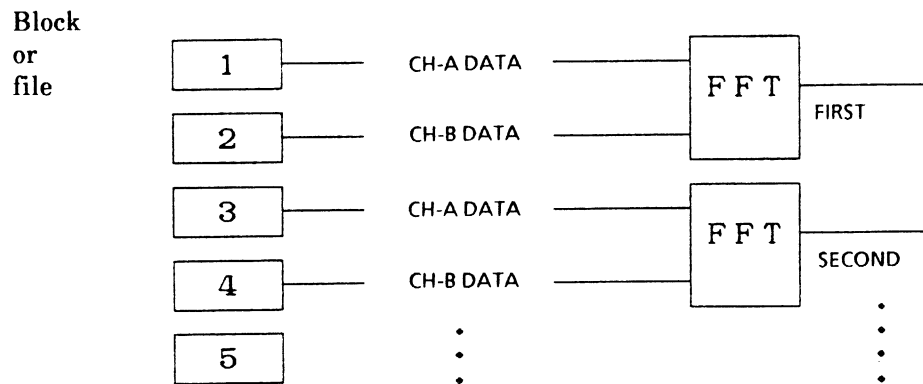 Block
or
file
1 CH-A DATA
FFT
FIRST
2 CH-B DATA
3 CH-A DATA
FFT
SECOND
4 CH-B DATA
5